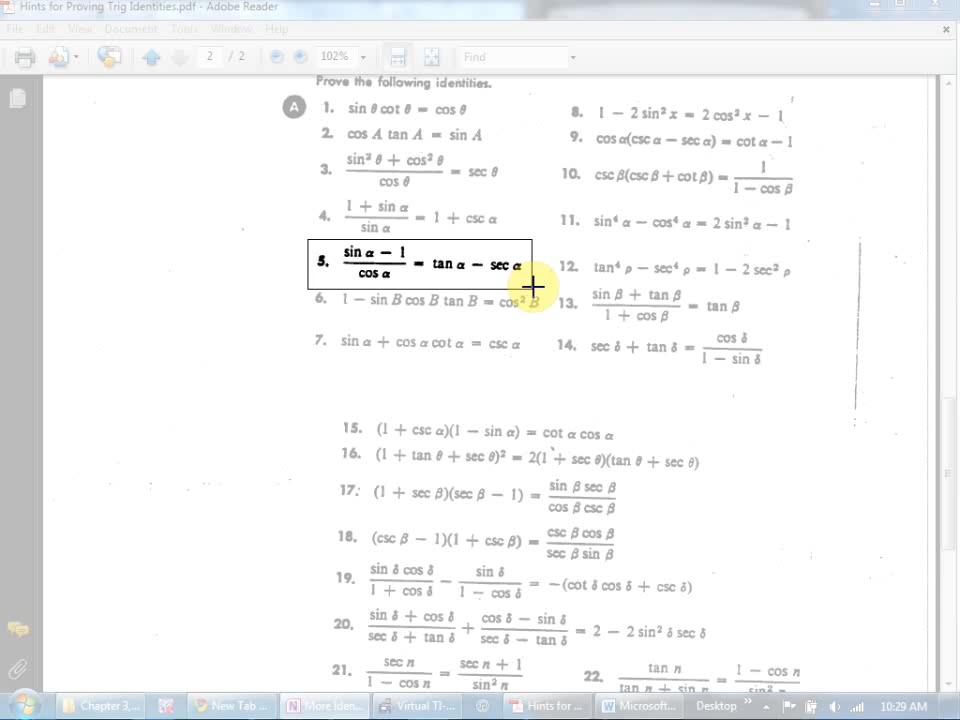 Hints for Proving Trig Identities.pdf - Adobe Reader
File Edit View Document Tools Window Help
2 / 2 102% Find
Prove the following identities.
A 1. sin θ cot θ = cos θ
2. cos A tan A = sin A
3. sin² θ + cos² θ / cos θ = sec θ
4. 1 + sin α / sin α = 1 + csc α
5. sin α − 1 / cos α = tan α − sec α
6. 1 − sin B cos B tan B = cos² B
7. sin α + cos α cot α = csc α
8. 1 − 2 sin² x = 2 cos² x − 1
9. cos α(csc α − sec α) = cot α − 1
10. csc β(csc β + cot β) = 1 / 1 − cos β
11. sin⁴ α − cos⁴ α = 2 sin² α − 1
12. tan⁴ ρ − sec⁴ ρ = 1 − 2 sec² ρ
13. sin β + tan β / 1 + cos β = tan β
14. sec δ + tan δ = cos δ / 1 − sin δ
15. (1 + csc α)(1 − sin α) = cot α cos α
16. (1 + tan θ + sec θ)² = 2(1 + sec θ)(tan θ + sec θ)
17: (1 + sec β)(sec β − 1) = sin β sec β / cos β csc β
18. (csc β − 1)(1 + csc β) = csc β cos β / sec β sin β
19. sin δ cos δ / 1 + cos δ − sin δ / 1 − cos δ = −(cot δ cos δ + csc δ)
20. sin δ + cos δ / sec δ + tan δ + cos δ − sin δ / sec δ − tan δ = 2 − 2 sin² δ sec δ
21. sec n / 1 − cos n = sec n + 1 / sin² n
22. tan n / tan n + sin n = 1 − cos n / sin² n
Chapter 3,... New Tab ... More Iden... Virtual TI-... Hints for ... Microsoft... Desktop » 10:29 AM